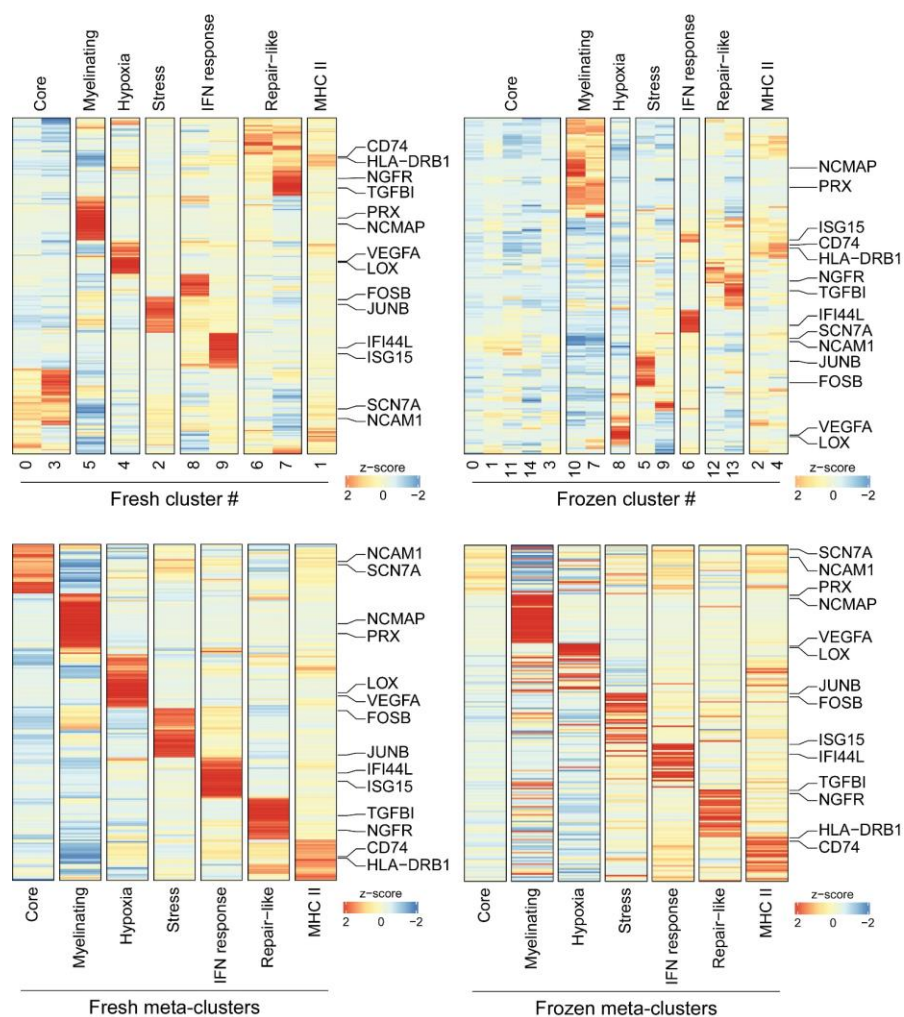 Core
Myelinating
Hypoxia
Stress
IFN response
Repair-like
MHC II
CD74
HLA-DRB1
NGFR
TGFBI
PRX
NCMAP
VEGFA
LOX
FOSB
JUNB
IFI44L
ISG15
SCN7A
NCAM1
0 3 5 4 2 8 9 6 7 1
z-score
2 0 -2
Fresh cluster #
Core
Myelinating
Hypoxia
Stress
IFN response
Repair-like
MHC II
NCMAP
PRX
ISG15
CD74
HLA-DRB1
NGFR
TGFBI
IFI44L
SCN7A
NCAM1
JUNB
FOSB
VEGFA
LOX
0 1 11 14 3 10 7 8 5 9 6 12 13 2 4
z-score
2 0 -2
Frozen cluster #
NCAM1
SCN7A
NCMAP
PRX
LOX
VEGFA
FOSB
JUNB
IFI44L
ISG15
TGFBI
NGFR
CD74
HLA-DRB1
Core
Myelinating
Hypoxia
Stress
IFN response
Repair-like
MHC II
z-score
2 0 -2
Fresh meta-clusters
SCN7A
NCAM1
PRX
NCMAP
VEGFA
LOX
JUNB
FOSB
ISG15
IFI44L
TGFBI
NGFR
HLA-DRB1
CD74
Core
Myelinating
Hypoxia
Stress
IFN response
Repair-like
MHC II
z-score
2 0 -2
Frozen meta-clusters